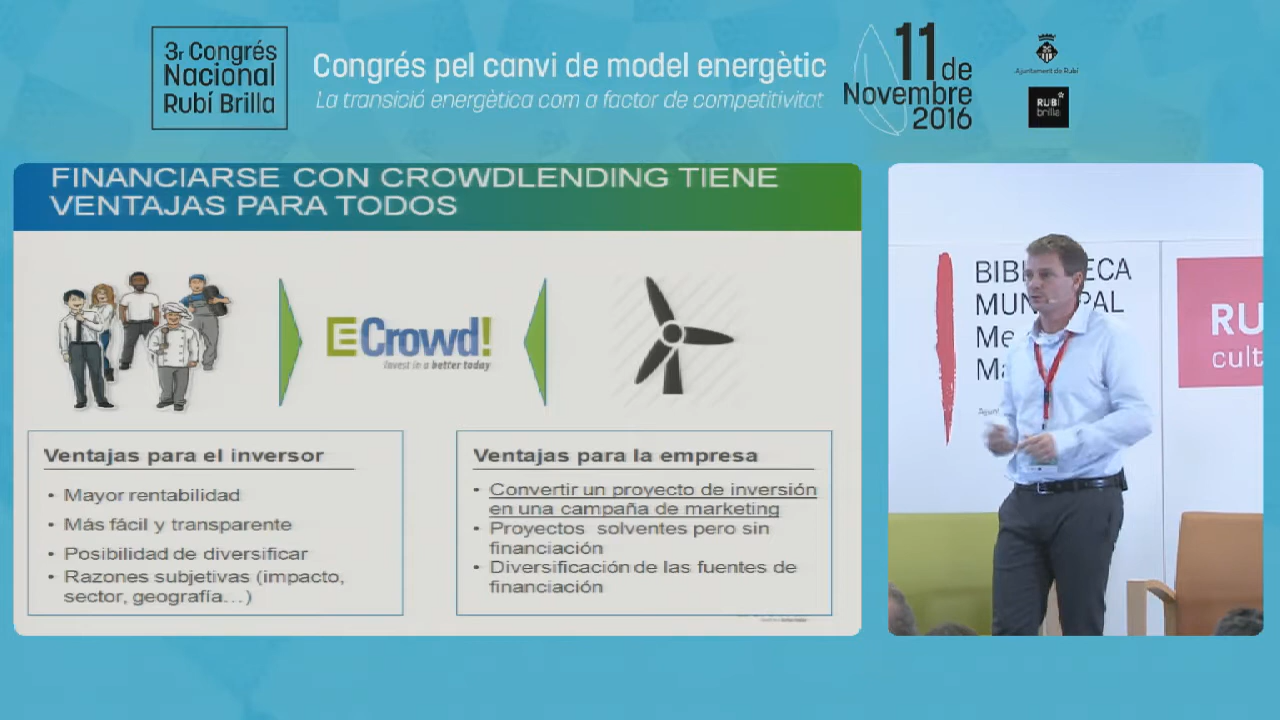 3r Congrés
Nacional
Rubí Brilla
Congrés pel canvi de model energètic
La transició energètica com a factor de competitivitat
11 de
Novembre
2016
Ajuntament de Rubí
RUBÍ
brilla
FINANCIARSE CON CROWDLENDING TIENE
VENTAJAS PARA TODOS
ECrowd!
Invest in a better today
Ventajas para el inversor
• Mayor rentabilidad
• Más fácil y transparente
• Posibilidad de diversificar
• Razones subjetivas (impacto,
sector, geografía...)
Ventajas para la empresa
• Convertir un proyecto de inversión
en una campaña de marketing
• Proyectos solventes pero sin
financiación
• Diversificación de las fuentes de
financiación
RU
cult